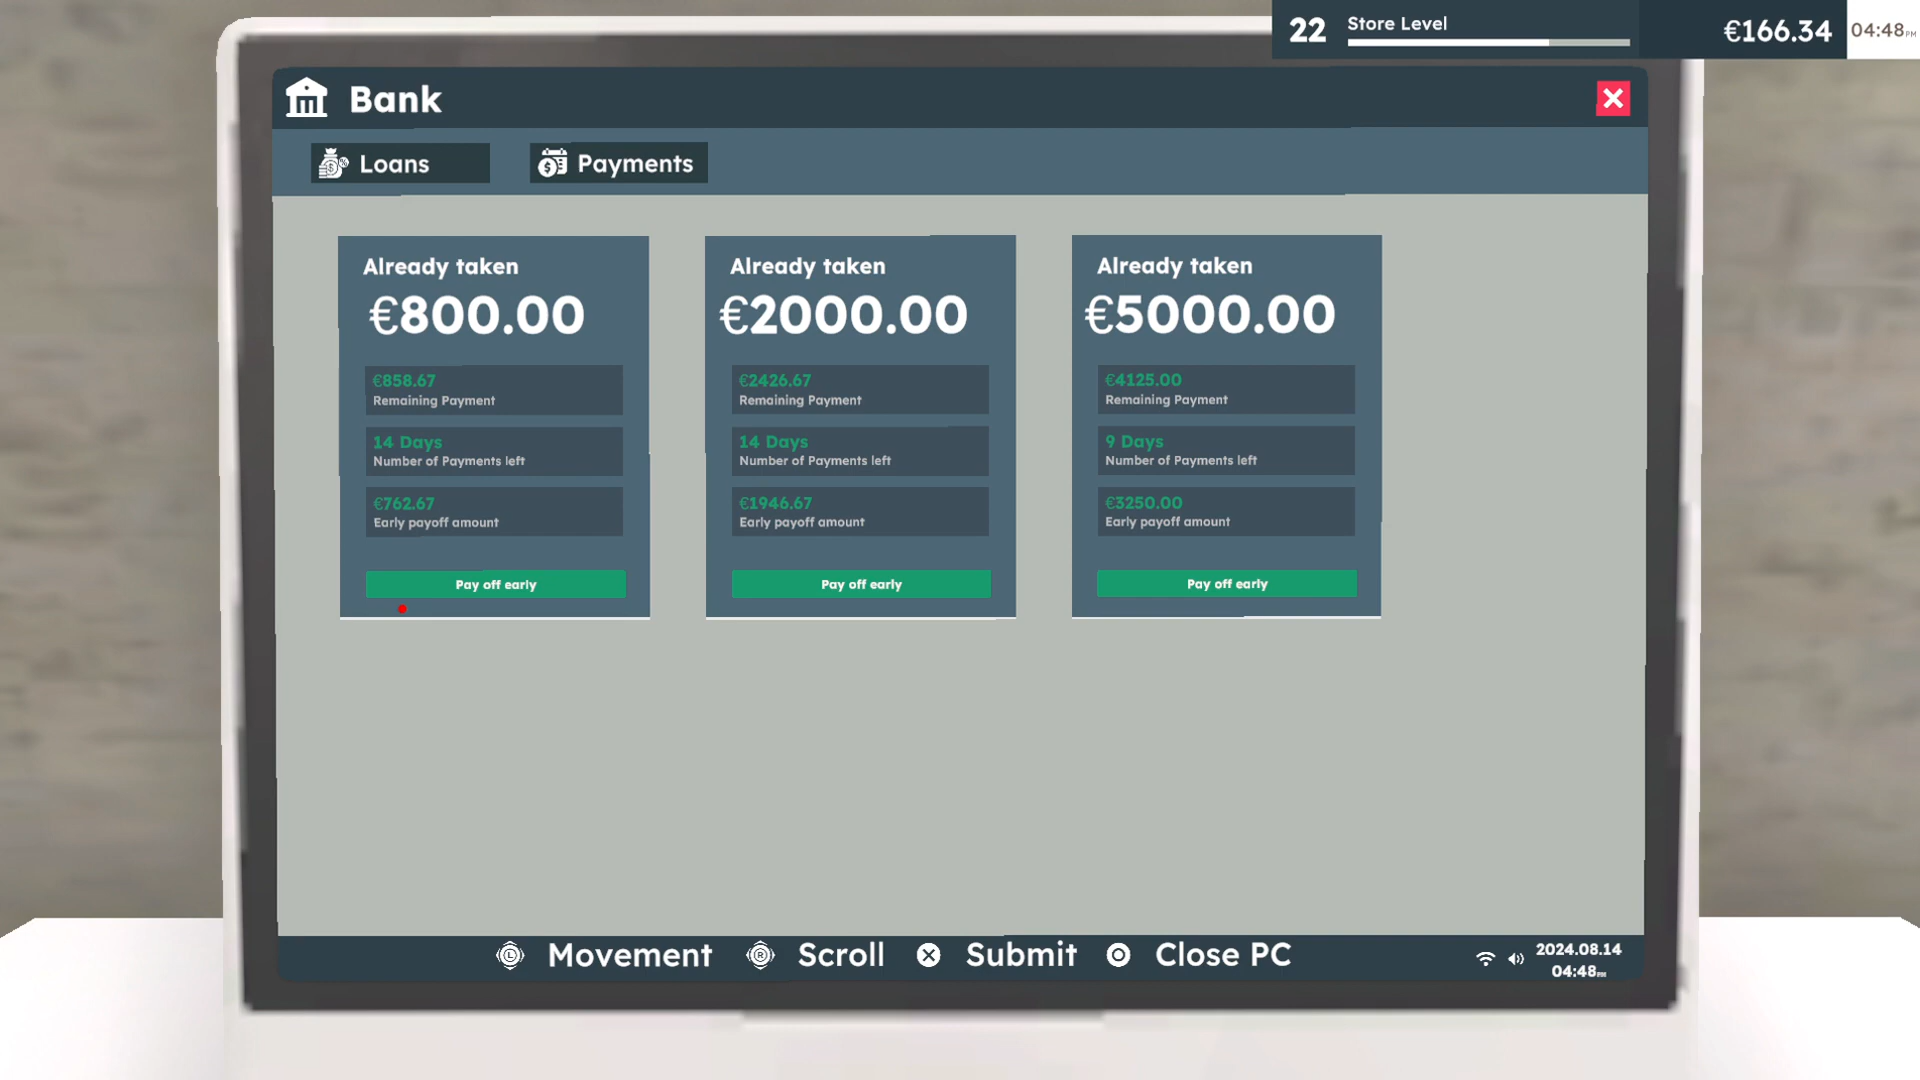 22 Store Level €166.34 04:48PM
Bank
Loans Payments
Already taken
€800.00
€858.67
Remaining Payment
14 Days
Number of Payments left
€762.67
Early payoff amount
Pay off early
Already taken
€2000.00
€2426.67
Remaining Payment
14 Days
Number of Payments left
€1946.67
Early payoff amount
Pay off early
Already taken
€5000.00
€4125.00
Remaining Payment
9 Days
Number of Payments left
€3250.00
Early payoff amount
Pay off early
L Movement R Scroll Submit Close PC
2024.08.14
04:48PM